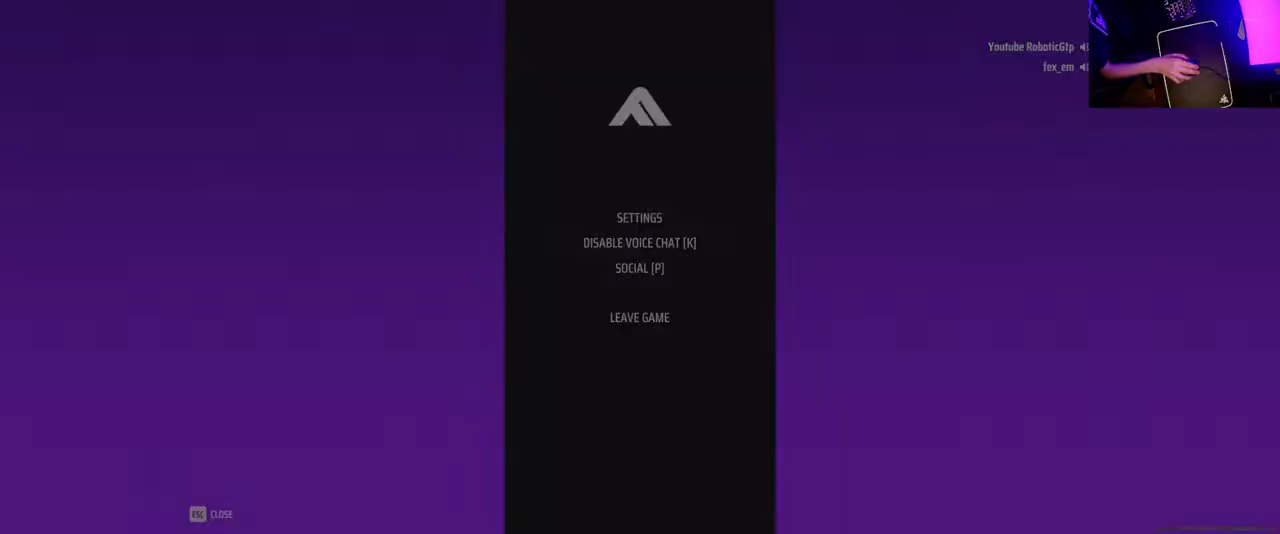 Youtube RoboticGtp
fex_em
SETTINGS
DISABLE VOICE CHAT [K]
SOCIAL [P]
LEAVE GAME
ESC CLOSE